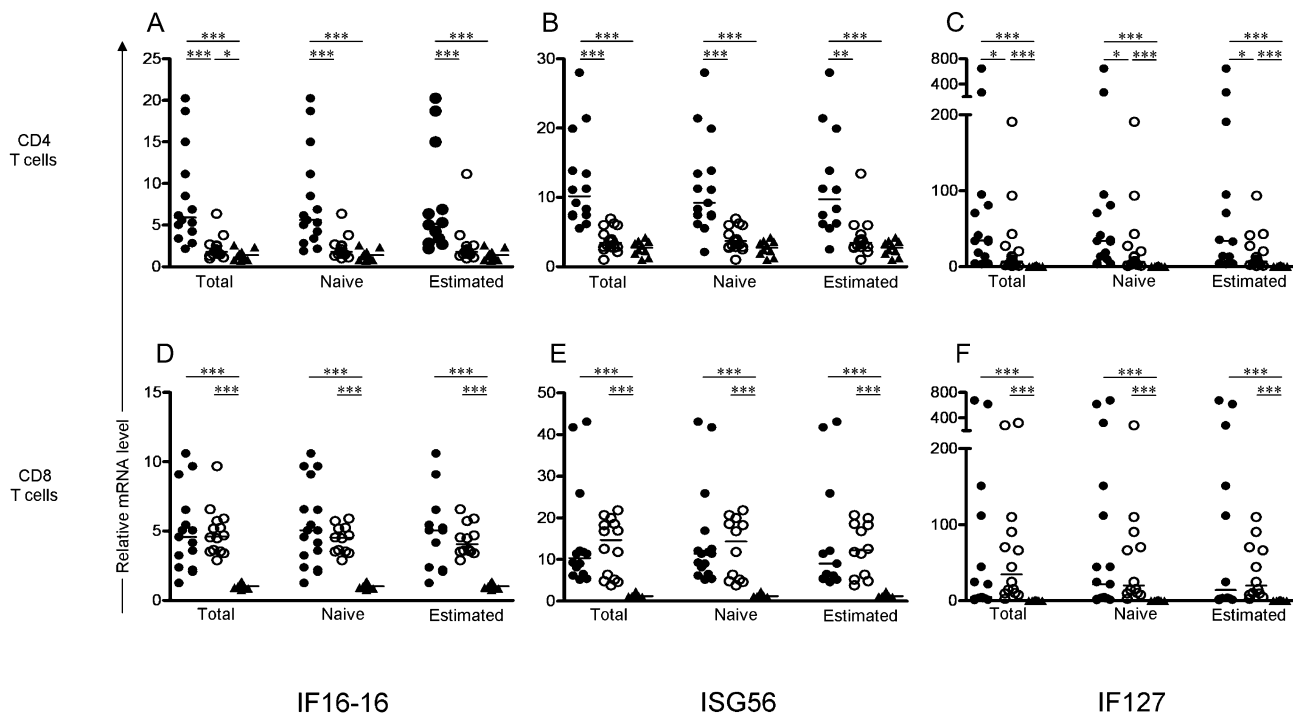 A
B
C
*** *** ***
*** * *** ***
25
20
15
10
5
0
Total Naive Estimated
*** *** ***
*** *** **
30
20
10
0
Total Naive Estimated
*** *** ***
* *** * *** * ***
800
400
200
100
0
Total Naive Estimated
CD4
T cells
Relative mRNA level
CD8
T cells
D
E
F
*** *** ***
*** *** ***
15
10
5
0
Total Naive Estimated
*** *** ***
*** *** ***
50
40
30
20
10
0
Total Naive Estimated
*** *** ***
*** *** ***
800
400
200
100
0
Total Naive Estimated
IF16-16
ISG56
IF127